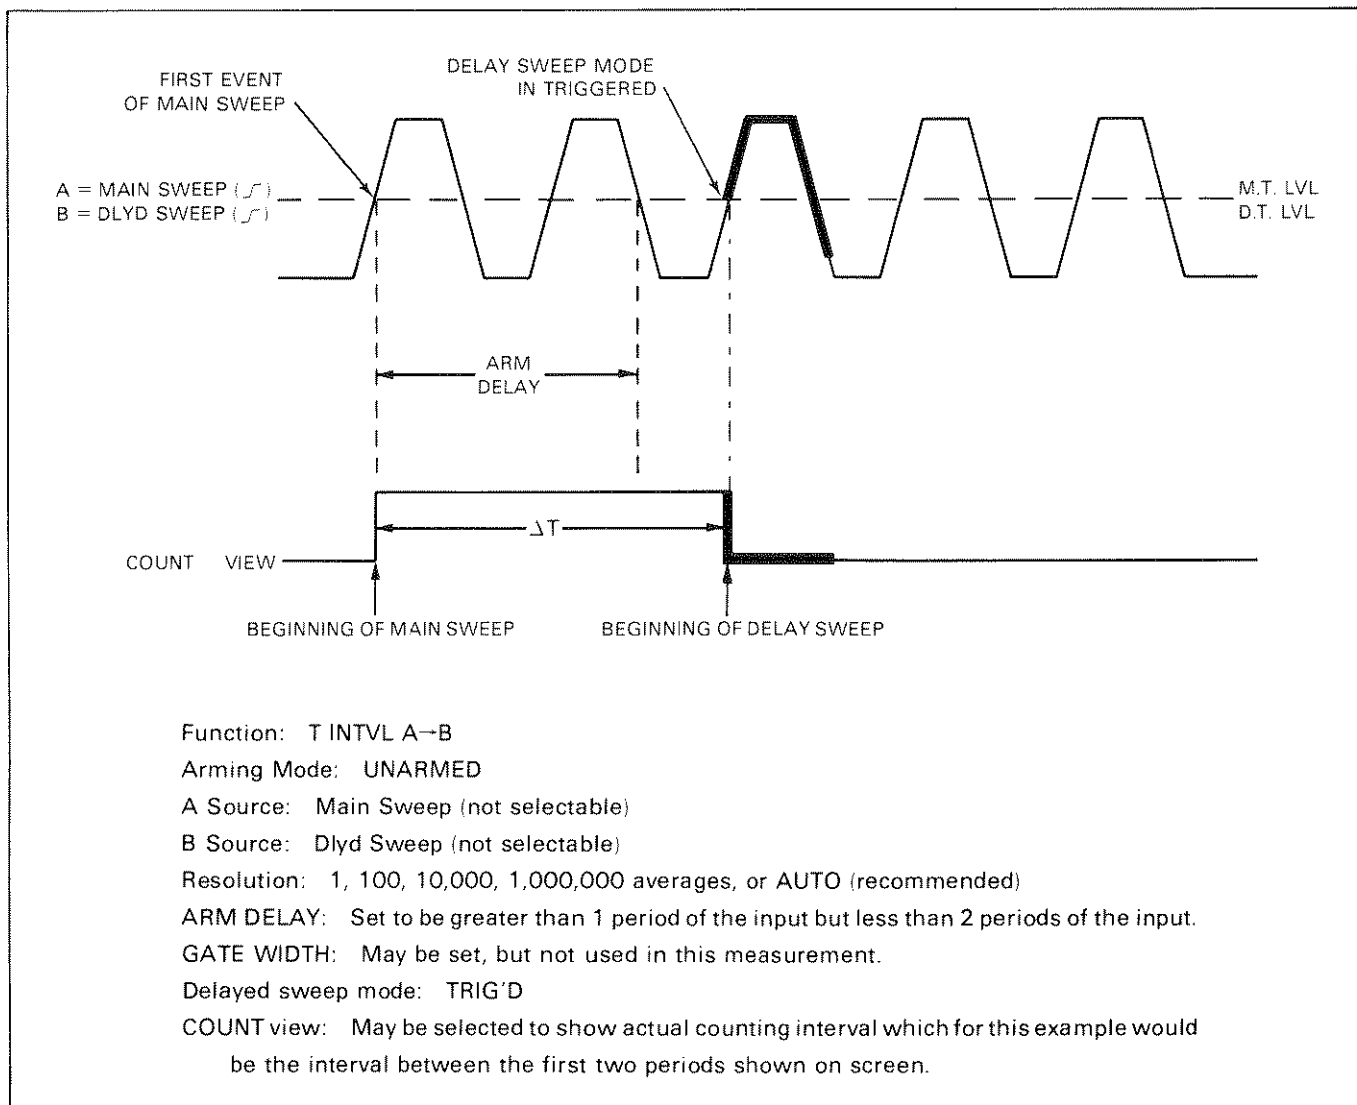 FIRST EVENT
OF MAIN SWEEP
DELAY SWEEP MODE
IN TRIGGERED
A = MAIN SWEEP (⎍)
B = DLYD SWEEP (⎍)
M.T. LVL
D.T. LVL
ARM
DELAY
ΔT
COUNT VIEW
BEGINNING OF MAIN SWEEP
BEGINNING OF DELAY SWEEP
Function: T INTVL A→B
Arming Mode: UNARMED
A Source: Main Sweep (not selectable)
B Source: Dlyd Sweep (not selectable)
Resolution: 1, 100, 10,000, 1,000,000 averages, or AUTO (recommended)
ARM DELAY: Set to be greater than 1 period of the input but less than 2 periods of the input.
GATE WIDTH: May be set, but not used in this measurement.
Delayed sweep mode: TRIG'D
COUNT view: May be selected to show actual counting interval which for this example would
be the interval between the first two periods shown on screen.